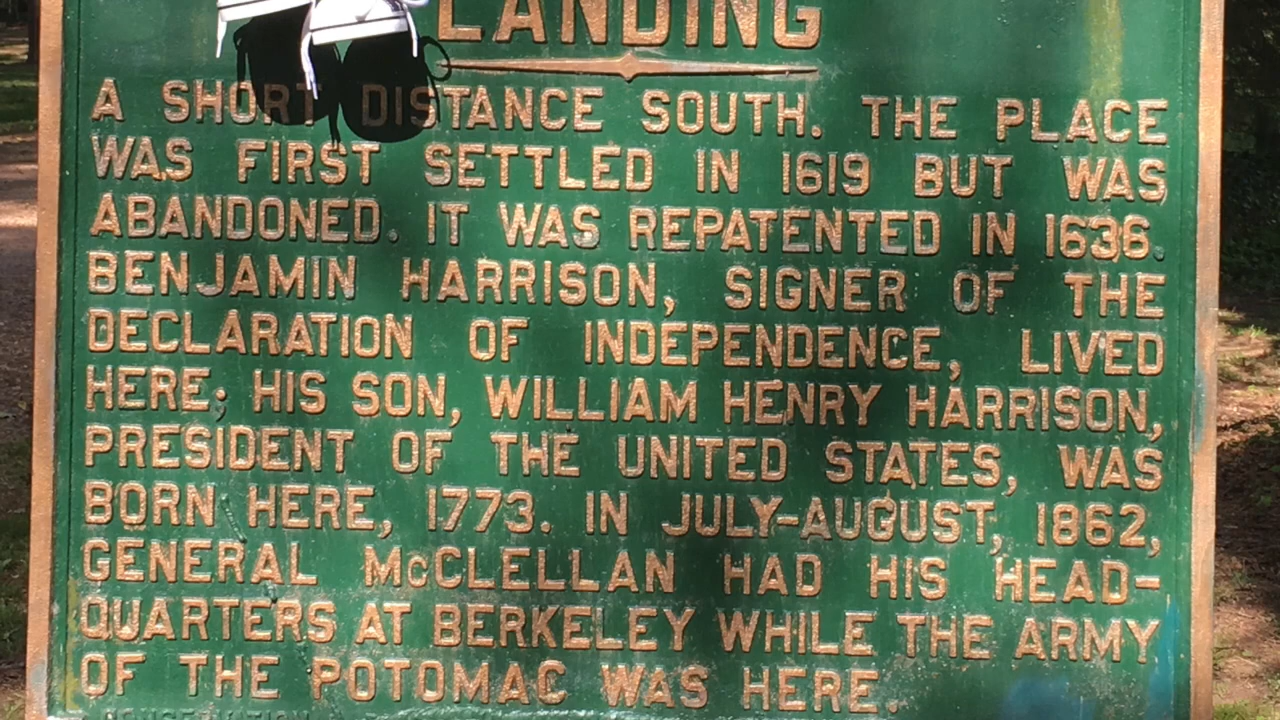 LANDING
A SHORT DISTANCE SOUTH. THE PLACE
WAS FIRST SETTLED IN 1619 BUT WAS
ABANDONED. IT WAS REPATENTED IN 1636.
BENJAMIN HARRISON, SIGNER OF THE
DECLARATION OF INDEPENDENCE, LIVED
HERE; HIS SON, WILLIAM HENRY HARRISON,
PRESIDENT OF THE UNITED STATES, WAS
BORN HERE, 1773. IN JULY-AUGUST, 1862,
GENERAL McCLELLAN HAD HIS HEAD-
QUARTERS AT BERKELEY WHILE THE ARMY
OF THE POTOMAC WAS HERE.
CONSERVATION &